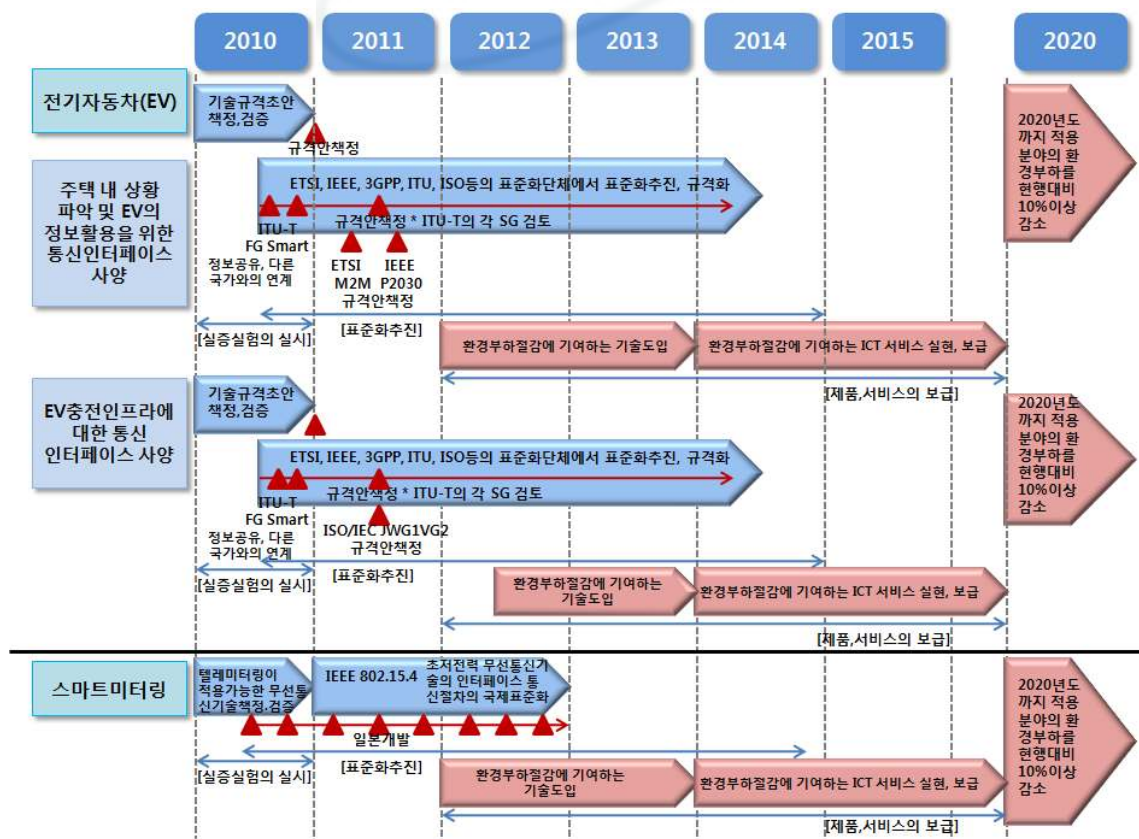 2010
2011
2012
2013
2014
2015
2020
전기자동차(EV)
기술규격초안
책정,검증
규격안책정
2020년도
까지 적용
분야의 환
경부하를
현행대비
10%이상
감소
주택 내 상황
파악 및 EV의
정보활용을 위한
통신인터페이스
사양
ETSI, IEEE, 3GPP, ITU, ISO등의 표준화단체에서 표준화추진, 규격화
규격안책정 * ITU-T의 각 SG 검토
ITU-T
FG Smart
정보공유, 다른
국가와의 연계
ETSI
M2M
IEEE
P2030
규격안책정
[실증실험의 실시]
[표준화추진]
환경부하절감에 기여하는 기술도입
환경부하절감에 기여하는 ICT 서비스 실현, 보급
[제품,서비스의 보급]
EV충전인프라에
대한 통신
인터페이스 사양
기술규격초안
책정,검증
ETSI, IEEE, 3GPP, ITU, ISO등의 표준화단체에서 표준화추진, 규격화
규격안책정 * ITU-T의 각 SG 검토
ITU-T
FG Smart
정보공유, 다른
국가와의 연계
ISO/IEC JWG1VG2
규격안책정
[실증실험의 실시]
[표준화추진]
환경부하절감에 기여하는
기술도입
환경부하절감에 기여하는 ICT 서비스 실현, 보급
[제품,서비스의 보급]
2020년도
까지 적용
분야의 환
경부하를
현행대비
10%이상
감소
스마트미터링
텔레미터링이
적용가능한 무선통
신기술책정.검증
IEEE 802.15.4
초저전력 무선통신기
술의 인터페이스 통
신절차의 국제표준화
일본개발
[실증실험의 실시]
[표준화추진]
환경부하절감에 기여하는
기술도입
환경부하절감에 기여하는 ICT 서비스 실현, 보급
[제품,서비스의 보급]
2020년도
까지 적용
분야의 환
경부하를
현행대비
10%이상
감소